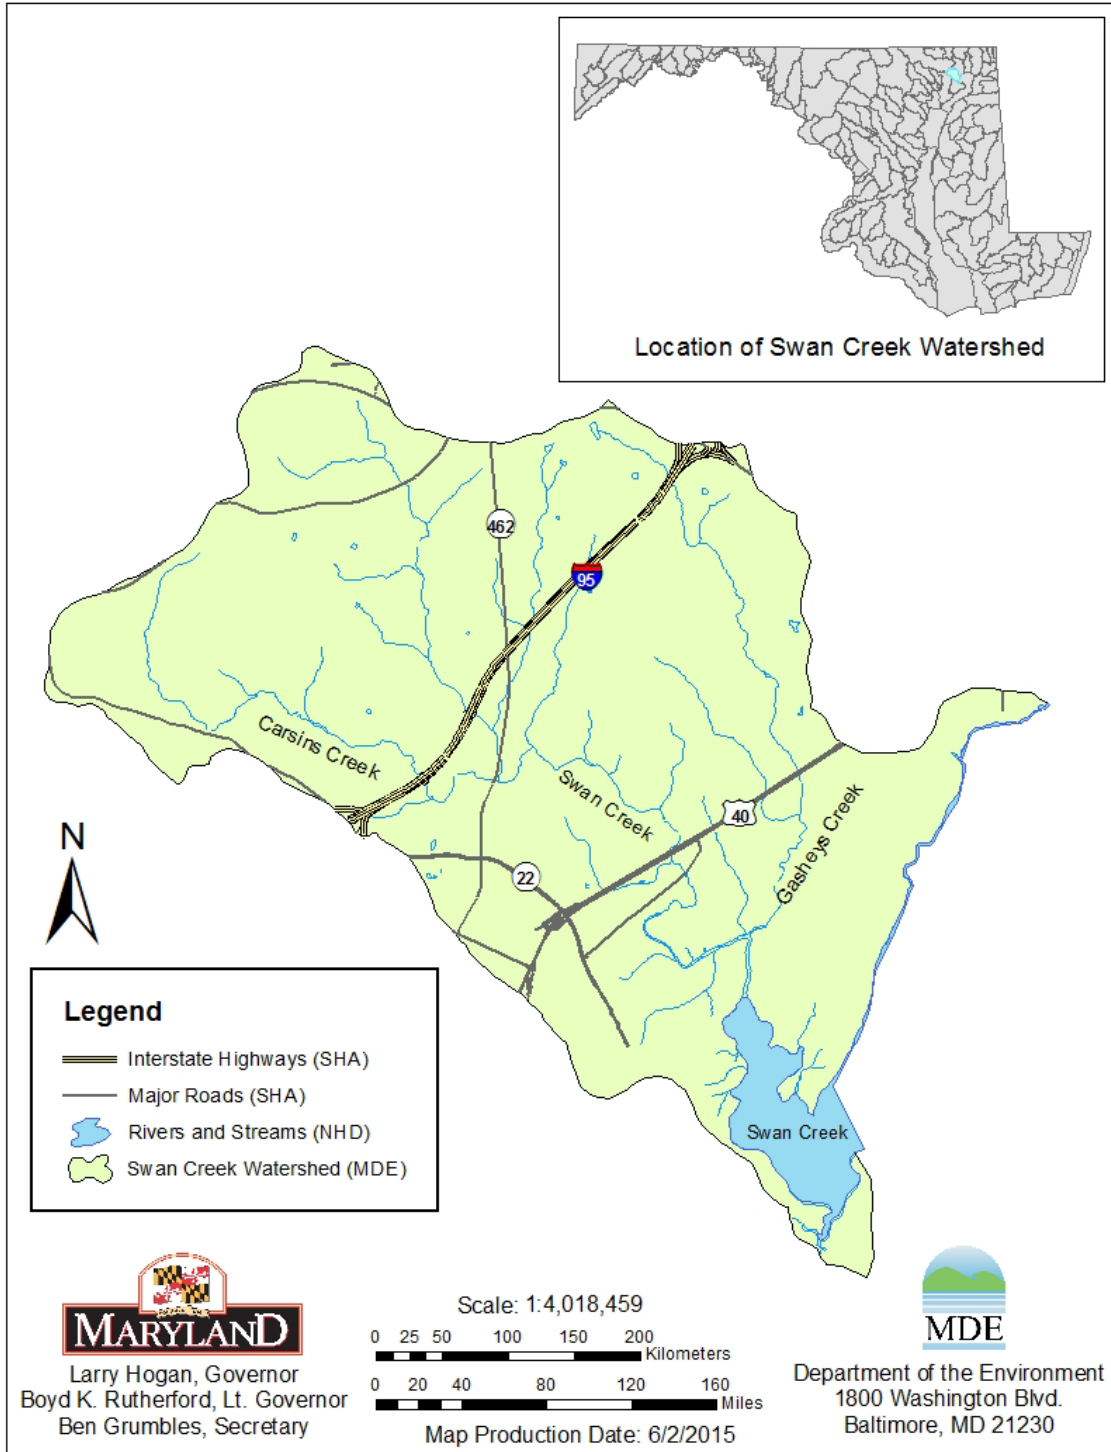 Location of Swan Creek Watershed
462
95
Carsins Creek
Swan Creek
40
Gasheys Creek
22
N
Swan Creek
Legend
Interstate Highways (SHA)
Major Roads (SHA)
Rivers and Streams (NHD)
Swan Creek Watershed (MDE)
MARYLAND
Larry Hogan, Governor
Boyd K. Rutherford, Lt. Governor
Ben Grumbles, Secretary
Scale: 1:4,018,459
0 25 50 100 150 200
Kilometers
0 20 40 80 120 160
Miles
Map Production Date: 6/2/2015
MDE
Department of the Environment
1800 Washington Blvd.
Baltimore, MD 21230